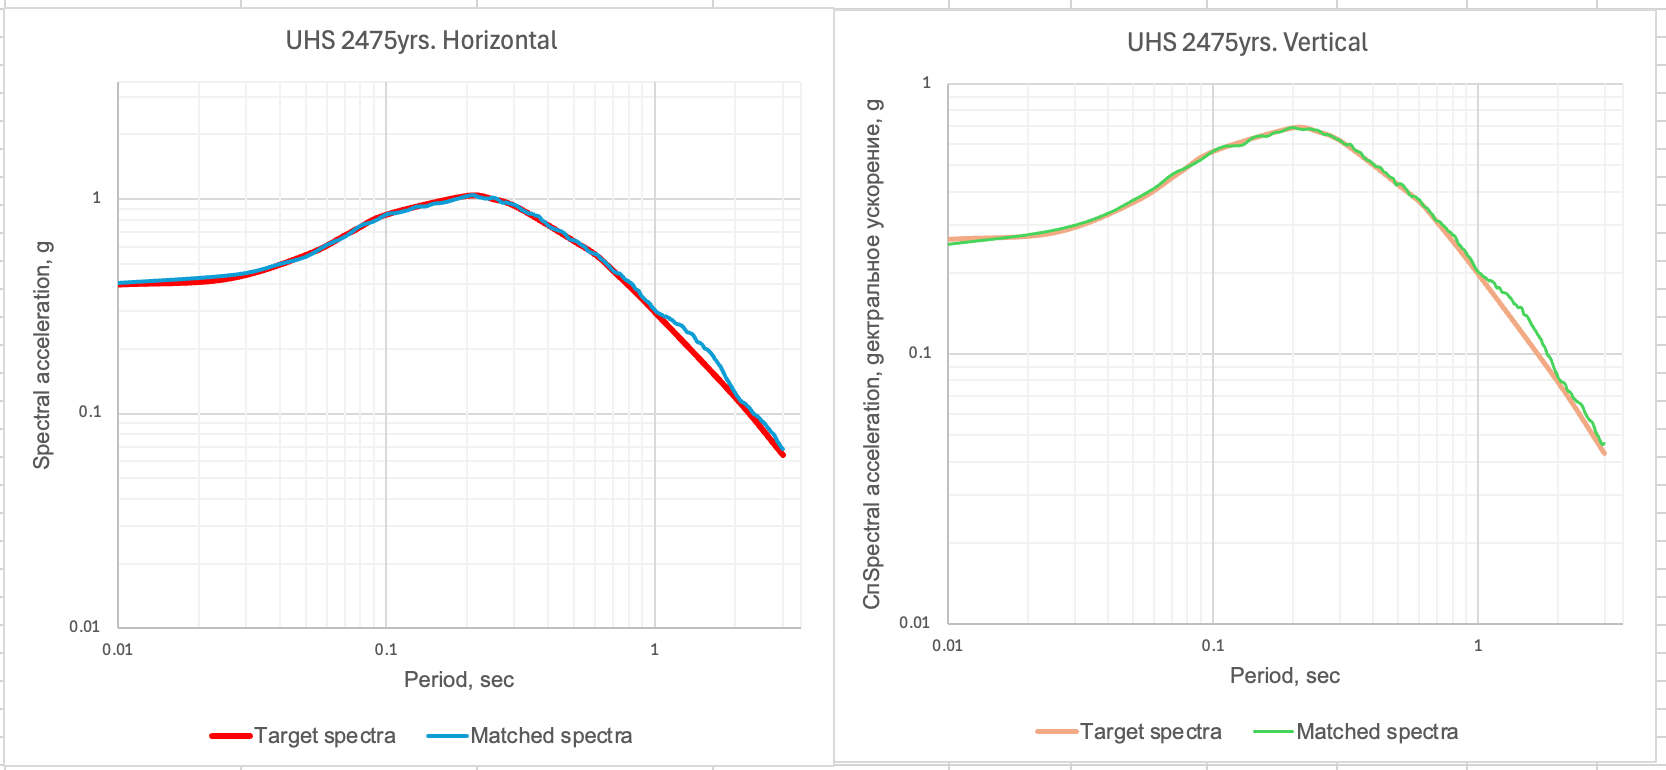 UHS 2475yrs. Horizontal
Spectral acceleration, g
1
0.1
0.01
0.01 0.1 1
Period, sec
Target spectra Matched spectra
UHS 2475yrs. Vertical
СпSpectral acceleration, gектральное ускорение, g
1
0.1
0.01
0.01 0.1 1
Period, sec
Target spectra Matched spectra